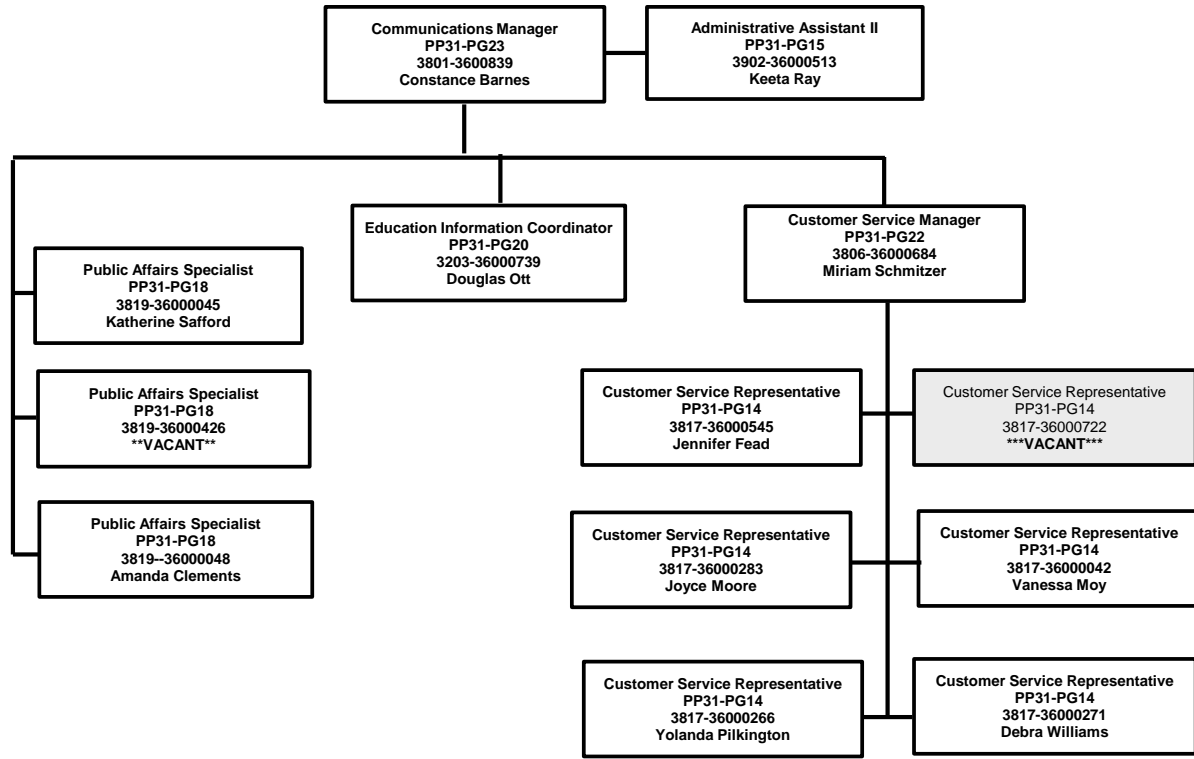 Communications Manager
PP31-PG23
3801-3600839
Constance Barnes
Administrative Assistant II
PP31-PG15
3902-36000513
Keeta Ray
Education Information Coordinator
PP31-PG20
3203-36000739
Douglas Ott
Customer Service Manager
PP31-PG22
3806-36000684
Miriam Schmitzer
Public Affairs Specialist
PP31-PG18
3819-36000045
Katherine Safford
Public Affairs Specialist
PP31-PG18
3819-36000426
**VACANT**
Public Affairs Specialist
PP31-PG18
3819--36000048
Amanda Clements
Customer Service Representative
PP31-PG14
3817-36000545
Jennifer Fead
Customer Service Representative
PP31-PG14
3817-36000722
***VACANT***
Customer Service Representative
PP31-PG14
3817-36000283
Joyce Moore
Customer Service Representative
PP31-PG14
3817-36000042
Vanessa Moy
Customer Service Representative
PP31-PG14
3817-36000266
Yolanda Pilkington
Customer Service Representative
PP31-PG14
3817-36000271
Debra Williams